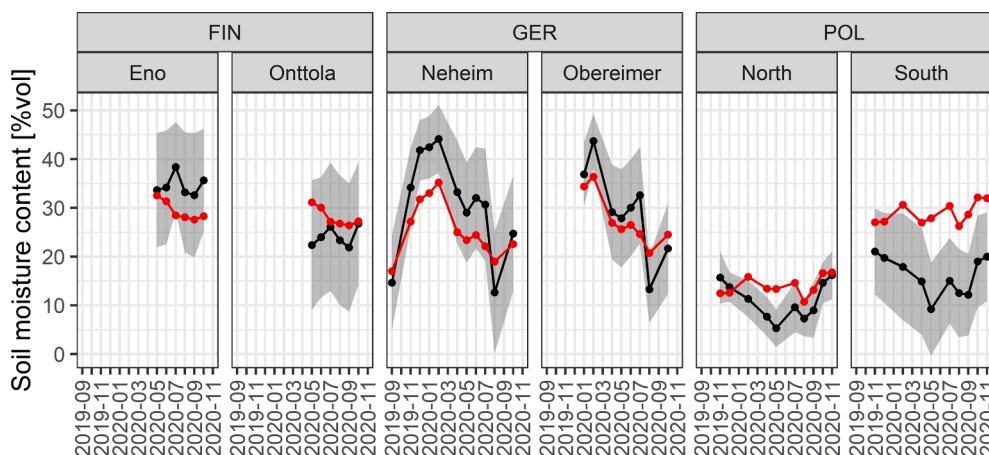 FIN GER POL
Eno Onttola Neheim Obereimer North South
Soil moisture content [%vol]
50
40
30
20
10
0
2019-09 2019-11 2020-01 2020-03 2020-05 2020-07 2020-09 2020-11 2019-09 2019-11 2020-01 2020-03 2020-05 2020-07 2020-09 2020-11 2019-09 2019-11 2020-01 2020-03 2020-05 2020-07 2020-09 2020-11 2019-09 2019-11 2020-01 2020-03 2020-05 2020-07 2020-09 2020-11 2019-09 2019-11 2020-01 2020-03 2020-05 2020-07 2020-09 2020-11 2019-09 2019-11 2020-01 2020-03 2020-05 2020-07 2020-09 2020-11